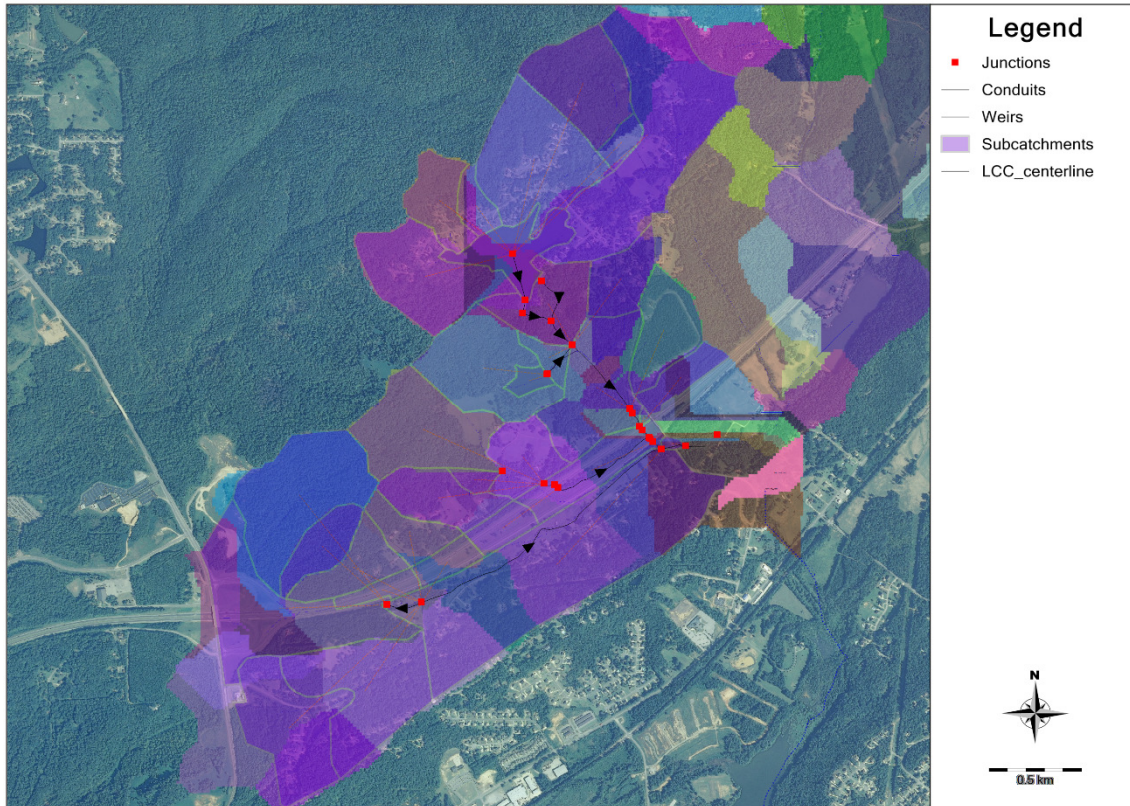 Legend
Junctions
Conduits
Weirs
Subcatchments
LCC_centerline
N
0.5 km